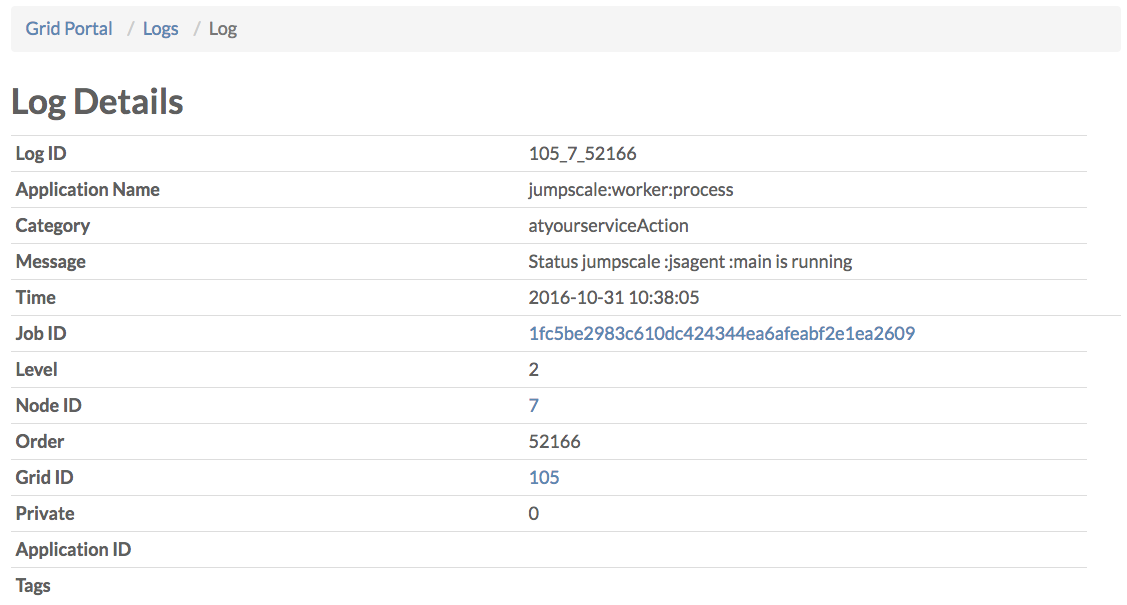 Grid Portal / Logs / Log
Log Details
Log ID 105_7_52166
Application Name jumpscale:worker:process
Category atyourserviceAction
Message Status jumpscale :jsagent :main is running
Time 2016-10-31 10:38:05
Job ID 1fc5be2983c610dc424344ea6afeabf2e1ea2609
Level 2
Node ID 7
Order 52166
Grid ID 105
Private 0
Application ID
Tags